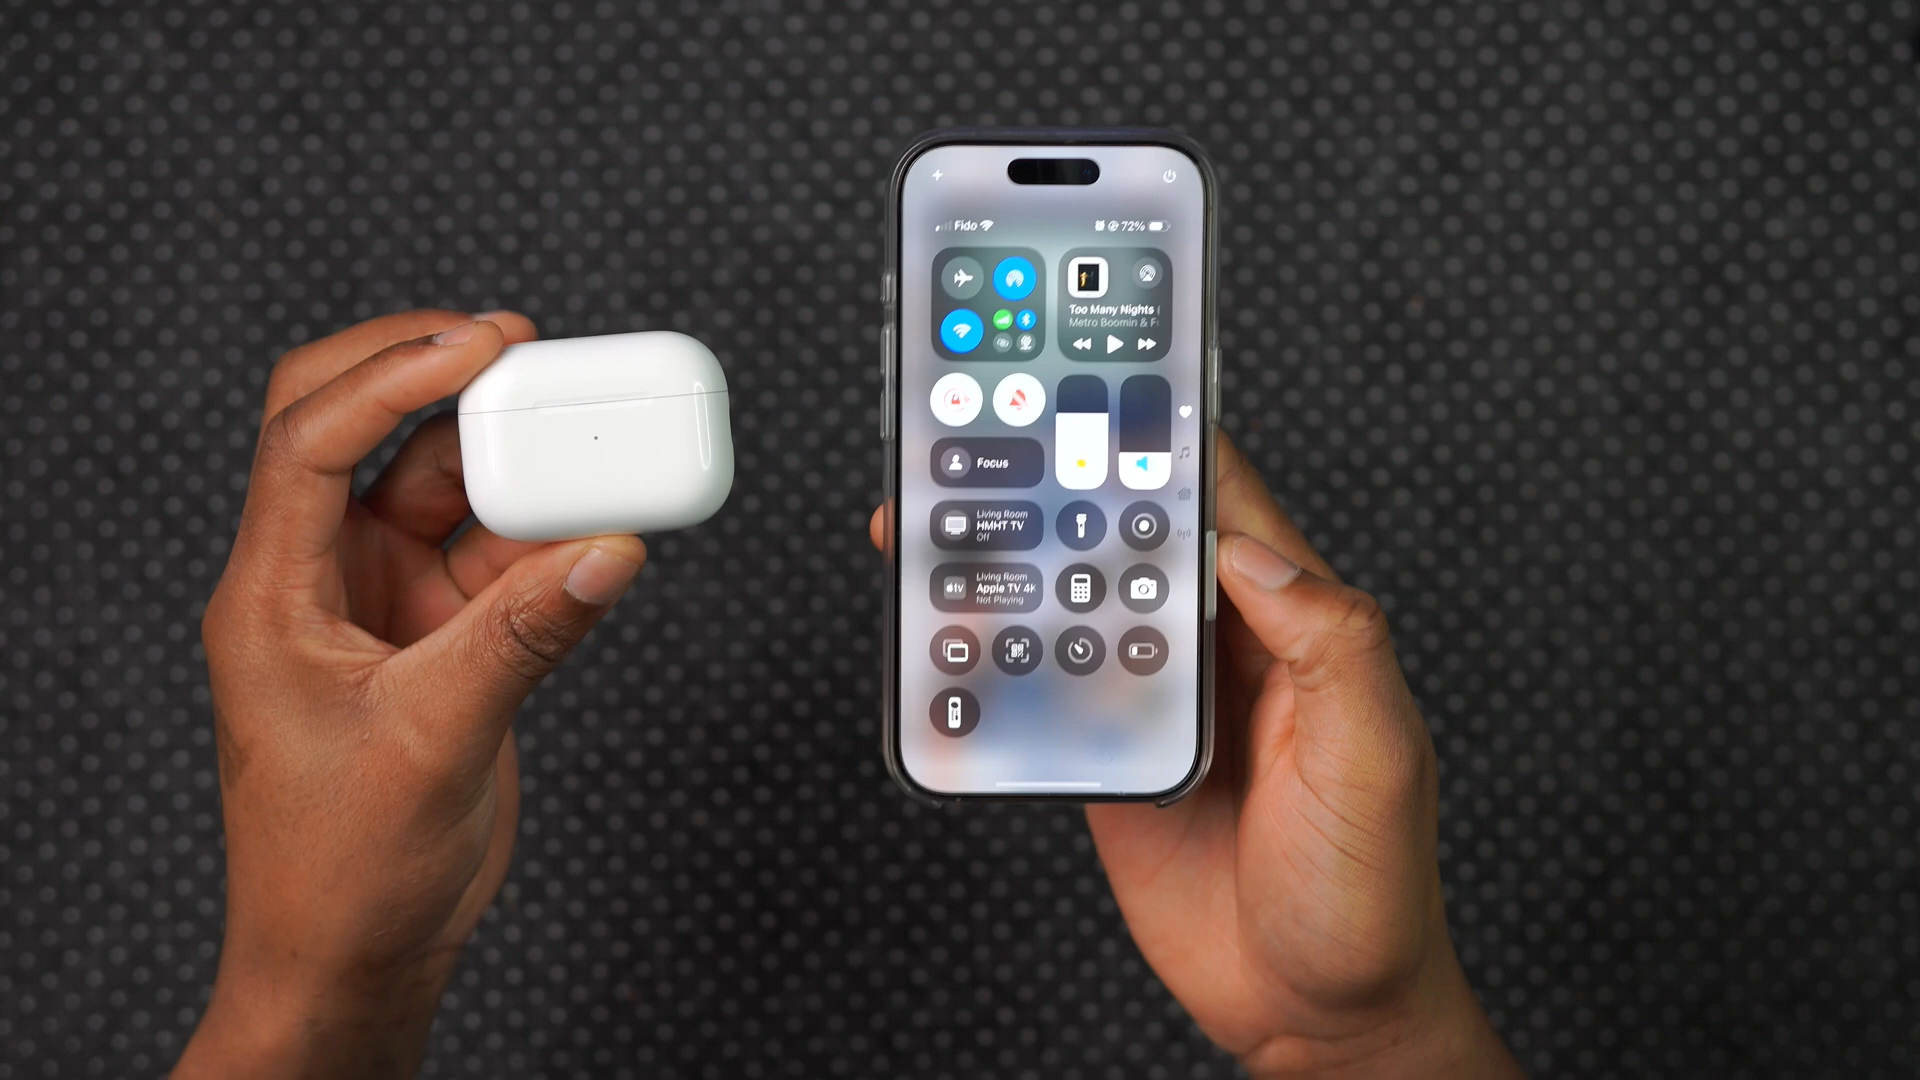 Fido
72%
Too Many Nights
Metro Boomin & F
Focus
Living Room
HMHT TV
Off
Living Room
tv
Apple TV 4K
Not Playing